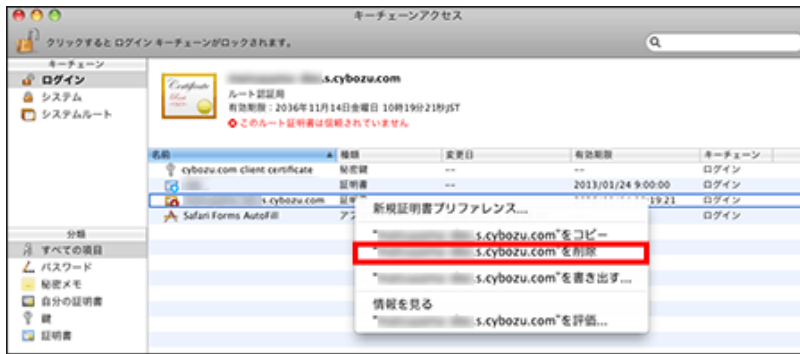 キーチェーンアクセス
クリックすると ログイン キーチェーンがロックされます。
キーチェーン
ログイン
システム
システムルート
.s.cybozu.com
ルート認証局
有効期限：2036年11月14日金曜日 10時19分21秒JST
このルート証明書は信頼されていません
名前 種類 変更日 有効期限 キーチェーン
cybozu.com client certificate 秘密鍵 -- -- ログイン
証明書 -- 2013/01/24 9:00:00 ログイン
s.cybozu.com 19:21 ログイン
Safari Forms AutoFill ログイン
新規証明書プリファレンス...
" .s.cybozu.com"をコピー
" .s.cybozu.com"を削除
" .s.cybozu.com"を書き出す...
情報を見る
" .s.cybozu.com"を評価...
分類
すべての項目
パスワード
秘密メモ
自分の証明書
鍵
証明書